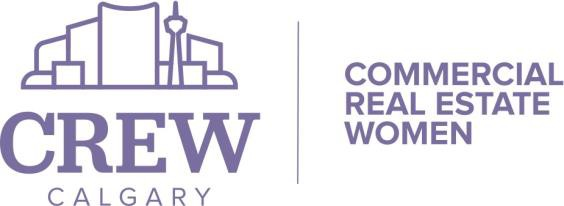 CREW
CALGARY
COMMERCIAL
REAL ESTATE
WOMEN